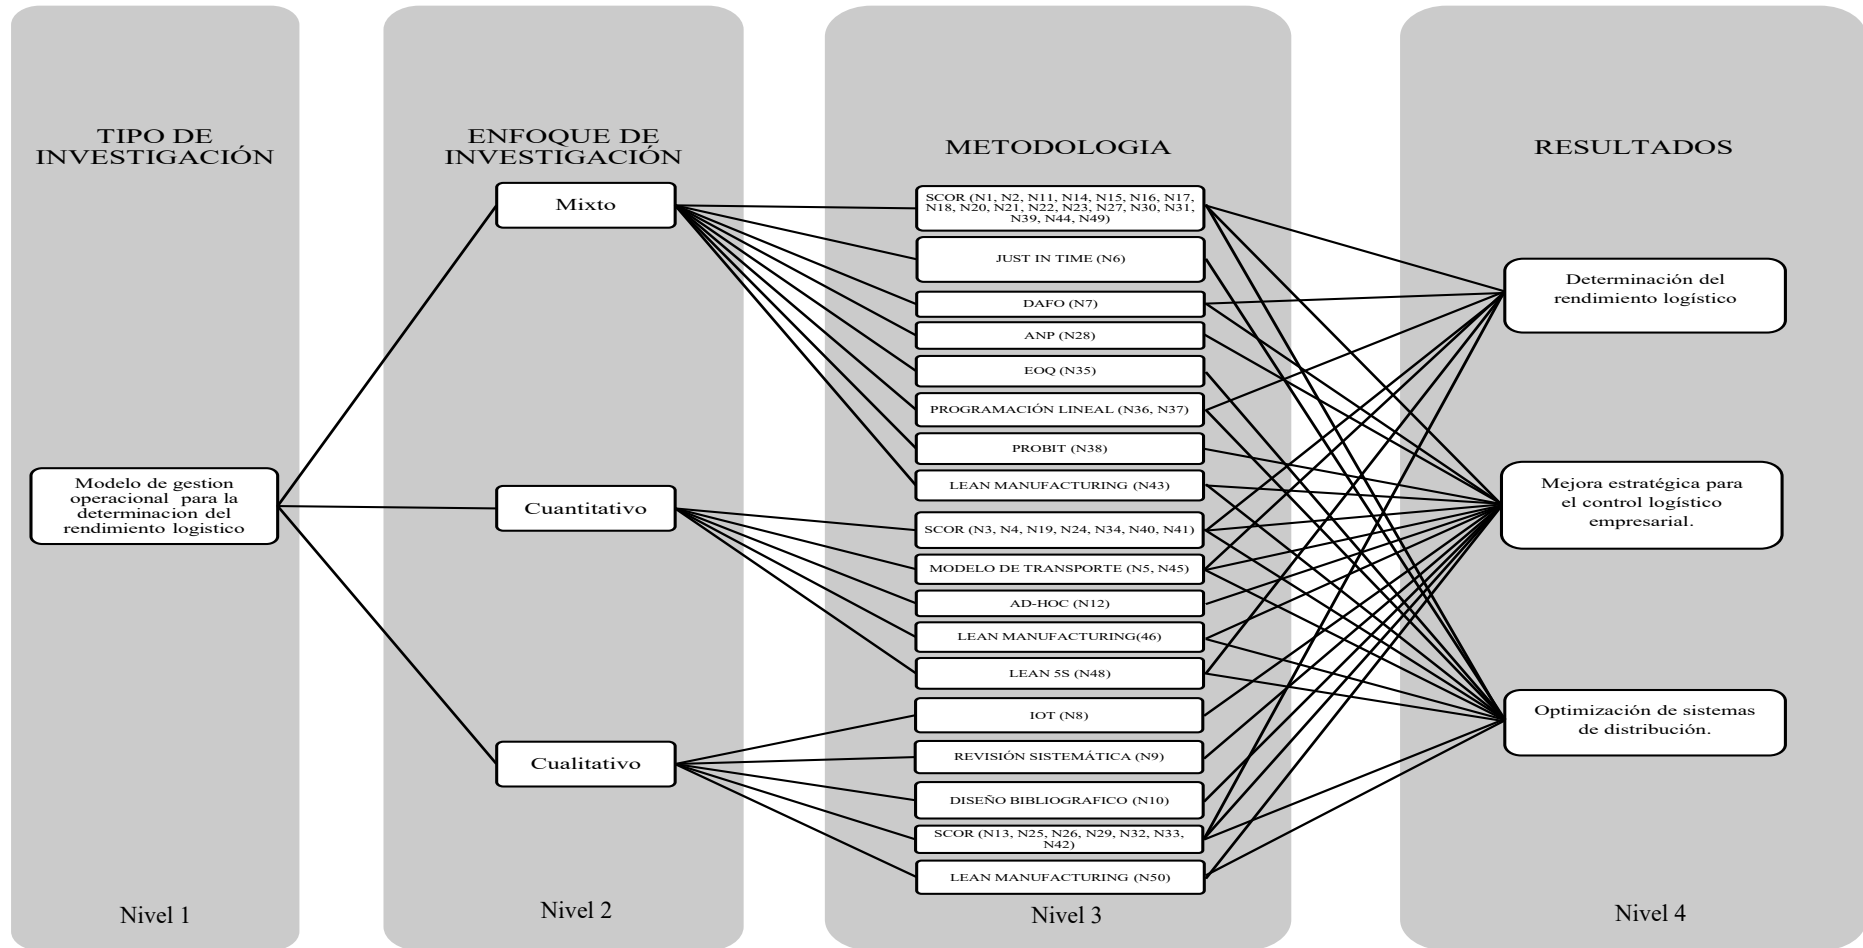 TIPO DE
INVESTIGACIÓN
Modelo de gestion
operacional para la
determinacion del
rendimiento logistico
Nivel 1
ENFOQUE DE
INVESTIGACIÓN
Mixto
Cuantitativo
Cualitativo
Nivel 2
METODOLOGIA
SCOR (N1, N2, N11, N14, N15, N16, N17,
N18, N20, N21, N22, N23, N27, N30, N31,
N39, N44, N49)
JUST IN TIME (N6)
DAFO (N7)
ANP (N28)
EOQ (N35)
PROGRAMACIÓN LINEAL (N36, N37)
PROBIT (N38)
LEAN MANUFACTURING (N43)
SCOR (N3, N4, N19, N24, N34, N40, N41)
MODELO DE TRANSPORTE (N5, N45)
AD-HOC (N12)
LEAN MANUFACTURING(46)
LEAN 5S (N48)
IOT (N8)
REVISIÓN SISTEMÁTICA (N9)
DISEÑO BIBLIOGRAFICO (N10)
SCOR (N13, N25, N26, N29, N32, N33,
N42)
LEAN MANUFACTURING (N50)
Nivel 3
RESULTADOS
Determinación del
rendimiento logístico
Mejora estratégica para
el control logístico
empresarial.
Optimización de sistemas
de distribución.
Nivel 4